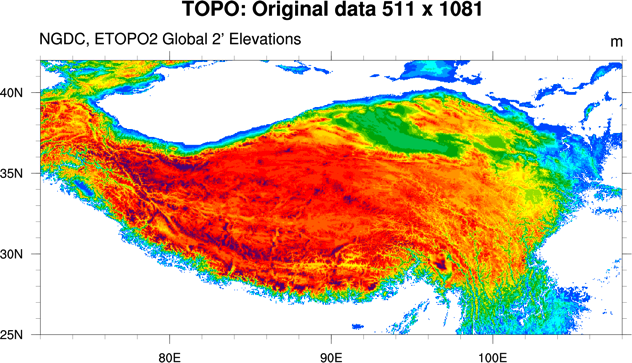 TOPO: Original data 511 x 1081
NGDC, ETOPO2 Global 2' Elevations m
40N
35N
30N
25N
80E 90E 100E